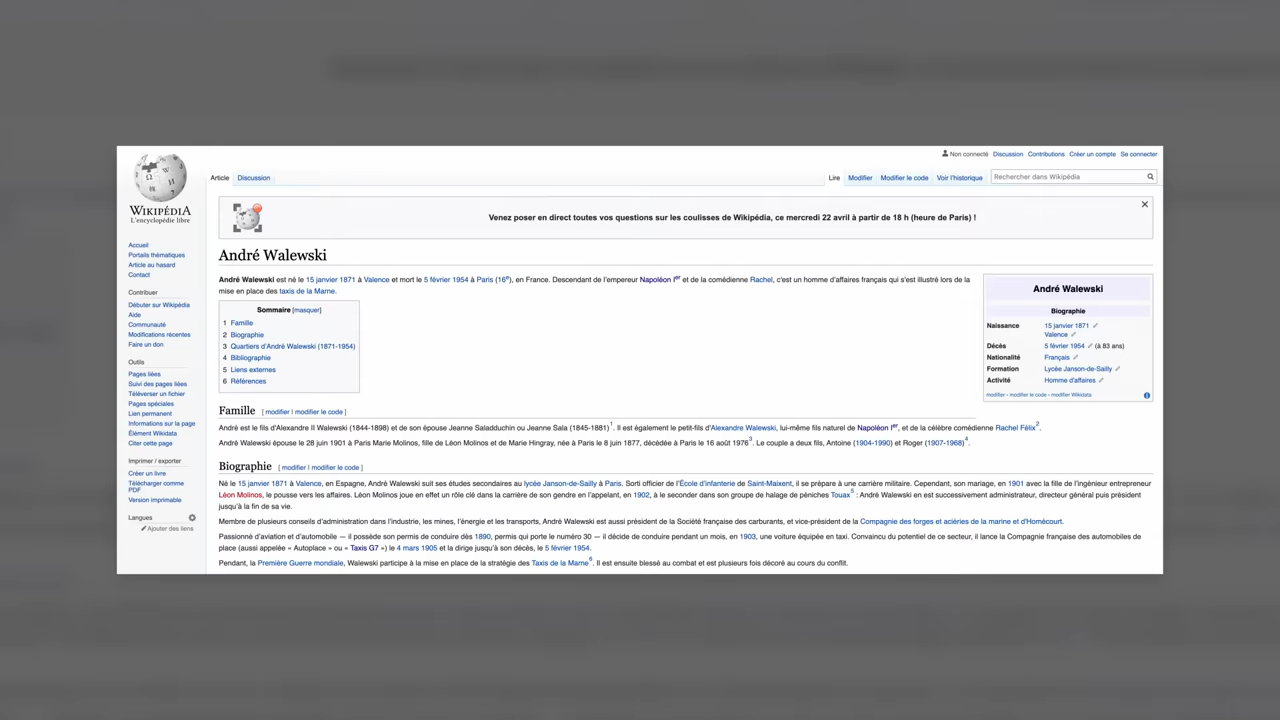 Non connecté Discussion Contributions Créer un compte Se connecter
Article Discussion Lire Modifier Modifier le code Voir l'historique Rechercher dans Wikipédia
WIKIPÉDIA
L'encyclopédie libre
Accueil
Portails thématiques
Article au hasard
Contact
Contribuer
Débuter sur Wikipédia
Aide
Communauté
Modifications récentes
Faire un don
Outils
Pages liées
Suivi des pages liées
Téléverser un fichier
Pages spéciales
Lien permanent
Informations sur la page
Élément Wikidata
Citer cette page
Imprimer / exporter
Créer un livre
Télécharger comme
PDF
Version imprimable
Langues
Ajouter des liens
Venez poser en direct toutes vos questions sur les coulisses de Wikipédia, ce mercredi 22 avril à partir de 18 h (heure de Paris) !
André Walewski
André Walewski est né le 15 janvier 1871 à Valence et mort le 5 février 1954 à Paris (16e), en France. Descendant de l'empereur Napoléon Ier et de la comédienne Rachel, c'est un homme d'affaires français qui s'est illustré lors de la
mise en place des taxis de la Marne.
Sommaire [masquer]
1 Famille
2 Biographie
3 Quartiers d'André Walewski (1871-1954)
4 Bibliographie
5 Liens externes
6 Références
André Walewski
Biographie
Naissance 15 janvier 1871
Valence
Décès 5 février 1954 (à 83 ans)
Nationalité Français
Formation Lycée Janson-de-Sailly
Activité Homme d'affaires
modifier - modifier le code - modifier Wikidata
Famille [ modifier | modifier le code ]
André est le fils d'Alexandre II Walewski (1844-1898) et de son épouse Jeanne Saladduchin ou Jeanne Sala (1845-1881)1. Il est également le petit-fils d'Alexandre Walewski, lui-même fils naturel de Napoléon Ier, et de la célèbre comédienne Rachel Félix2.
André Walewski épouse le 28 juin 1901 à Paris Marie Molinos, fille de Léon Molinos et de Marie Hingray, née à Paris le 8 juin 1877, décédée à Paris le 16 août 19763. Le couple a deux fils, Antoine (1904-1990) et Roger (1907-1968)4.
Biographie [ modifier | modifier le code ]
Né le 15 janvier 1871 à Valence, en Espagne, André Walewski suit ses études secondaires au lycée Janson-de-Sailly à Paris. Sorti officier de l'École d'infanterie de Saint-Maixent, il se prépare à une carrière militaire. Cependant, son mariage, en 1901 avec la fille de l'ingénieur entrepreneur
Léon Molinos, le pousse vers les affaires. Léon Molinos joue en effet un rôle clé dans la carrière de son gendre en l'appelant, en 1902, à le seconder dans son groupe de halage de péniches Touax5 : André Walewski en est successivement administrateur, directeur général puis président
jusqu'à la fin de sa vie.
Membre de plusieurs conseils d'administration dans l'industrie, les mines, l'énergie et les transports, André Walewski est aussi président de la Société française des carburants, et vice-président de la Compagnie des forges et aciéries de la marine et d'Homécourt.
Passionné d'aviation et d'automobile — il possède son permis de conduire dès 1890, permis qui porte le numéro 30 — il décide de conduire pendant un mois, en 1903, une voiture équipée en taxi. Convaincu du potentiel de ce secteur, il lance la Compagnie française des automobiles de
place (aussi appelée « Autoplace » ou « Taxis G7 ») le 4 mars 1905 et la dirige jusqu'à son décès, le 5 février 1954.
Pendant, la Première Guerre mondiale, Walewski participe à la mise en place de la stratégie des Taxis de la Marne6. Il est ensuite blessé au combat et est plusieurs fois décoré au cours du conflit.